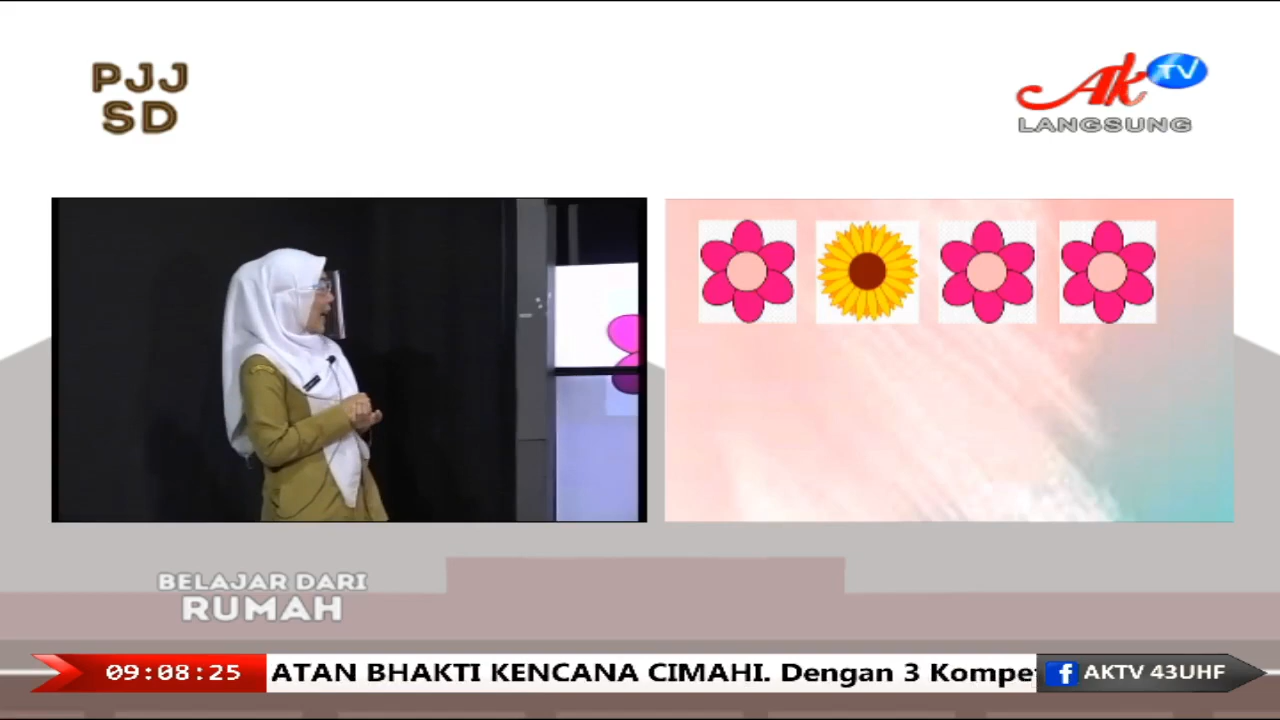 PJJ
SD
Ak TV
LANGSUNG
BELAJAR DARI
RUMAH
09:08:25
ATAN BHAKTI KENCANA CIMAHI. Dengan 3 Kompe
AKTV 43UHF